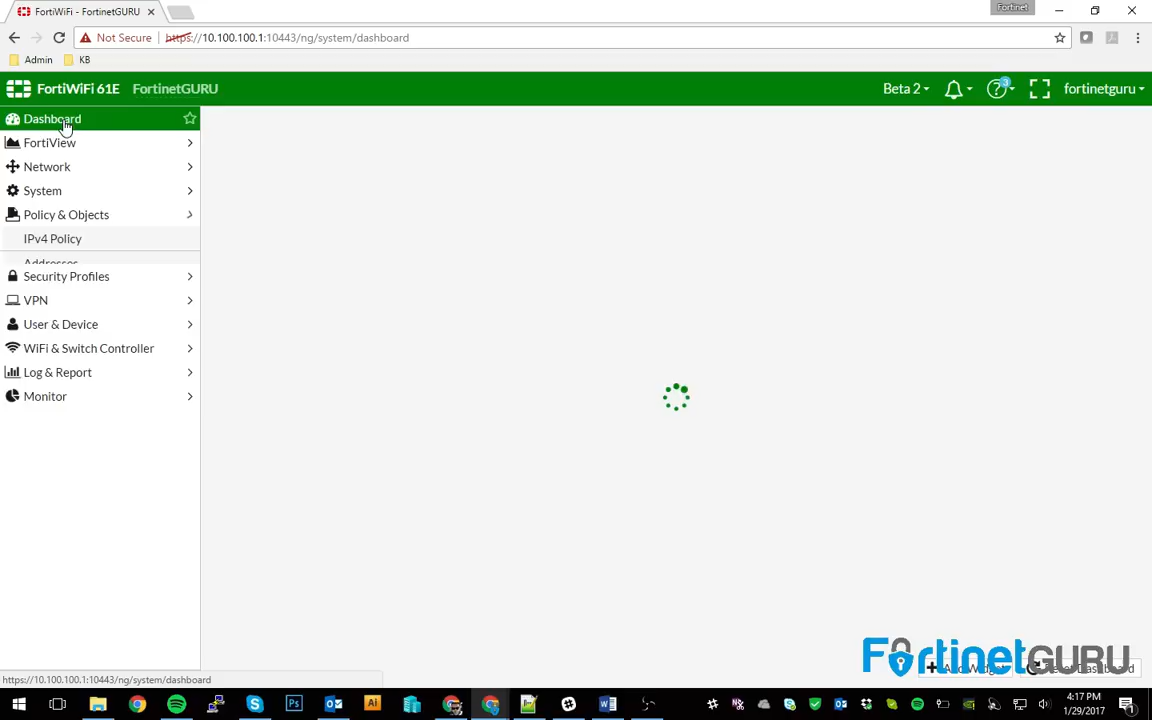 FortiWiFi - FortinetGURU
Fortinet
Not Secure
https://10.100.100.1:10443/ng/system/dashboard
Admin
KB
FortiWiFi 61E FortinetGURU
Beta 2
3
fortinetguru
Dashboard
FortiView
Network
System
Policy & Objects
IPv4 Policy
Addresses
Security Profiles
VPN
User & Device
WiFi & Switch Controller
Log & Report
Monitor
FortinetGURU
https://10.100.100.1:10443/ng/system/dashboard
4:17 PM
1/29/2017
1